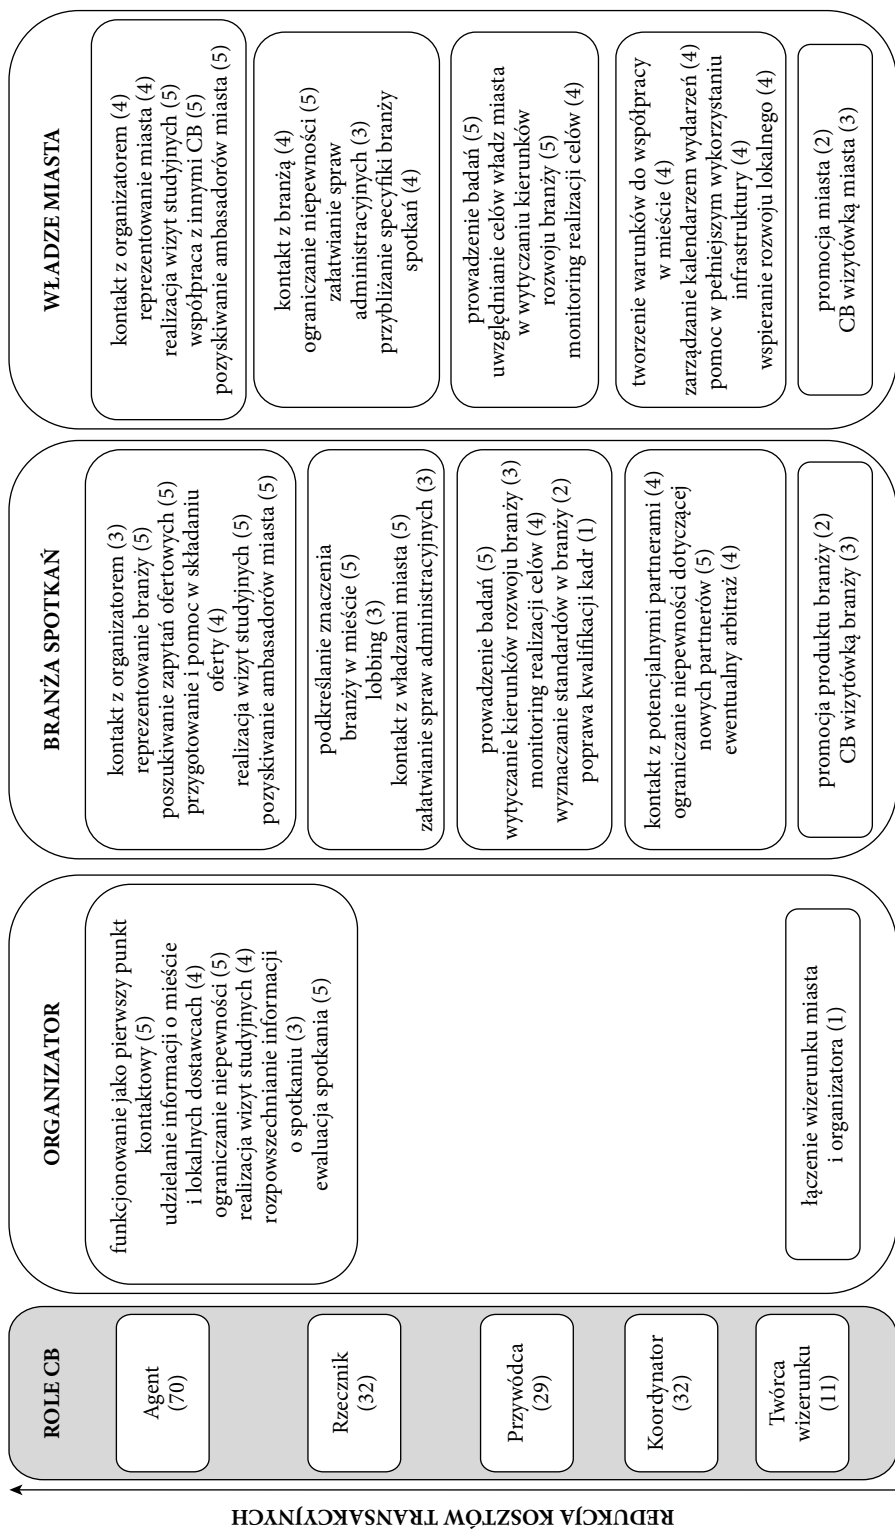 REDUKCJA KOSZTÓW TRANSAKCYJNYCH
ROLE CB
Agent
(70)
Rzecznik
(32)
Przywódca
(29)
Koordynator
(32)
Twórca
wizerunku
(11)
ORGANIZATOR
funkcjonowanie jako pierwszy punkt
kontaktowy (5)
udzielanie informacji o mieście
i lokalnych dostawcach (4)
ograniczanie niepewności (5)
realizacja wizyt studyjnych (4)
rozpowszechnianie informacji
o spotkaniu (3)
ewaluacja spotkania (5)
łączenie wizerunku miasta
i organizatora (1)
BRANŻA SPOTKAŃ
kontakt z organizatorem (3)
reprezentowanie branży (5)
poszukiwanie zapytań ofertowych (5)
przygotowanie i pomoc w składaniu
oferty (4)
realizacja wizyt studyjnych (5)
pozyskiwanie ambasadorów miasta (5)
podkreślanie znaczenia
branży w mieście (5)
lobbing (3)
kontakt z władzami miasta (5)
załatwianie spraw administracyjnych (3)
prowadzenie badań (5)
wytyczanie kierunków rozwoju branży (3)
monitoring realizacji celów (4)
wyznaczanie standardów w branży (2)
poprawa kwalifikacji kadr (1)
kontakt z potencjalnymi partnerami (4)
ograniczanie niepewności dotyczącej
nowych partnerów (5)
ewentualny arbitraż (4)
promocja produktu branży (2)
CB wizytówką branży (3)
WŁADZE MIASTA
kontakt z organizatorem (4)
reprezentowanie miasta (4)
realizacja wizyt studyjnych (5)
współpraca z innymi CB (5)
pozyskiwanie ambasadorów miasta (5)
kontakt z branżą (4)
ograniczanie niepewności (5)
załatwianie spraw
administracyjnych (3)
przybliżanie specyfiki branży
spotkań (4)
prowadzenie badań (5)
uwzględnianie celów władz miasta
w wytyczaniu kierunków
rozwoju branży (5)
monitoring realizacji celów (4)
tworzenie warunków do współpracy
w mieście (4)
zarządzanie kalendarzem wydarzeń (4)
pomoc w pełniejszym wykorzystaniu
infrastruktury (4)
wspieranie rozwoju lokalnego (4)
promocja miasta (2)
CB wizytówką miasta (3)